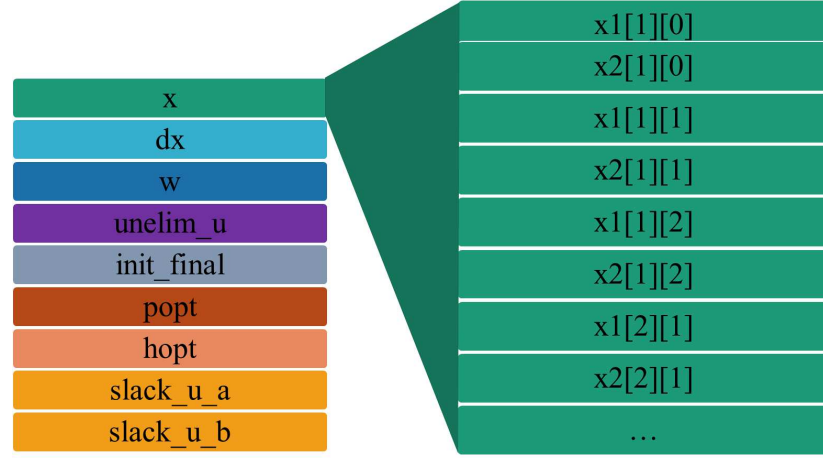 x
dx
w
unelim_u
init_final
popt
hopt
slack_u_a
slack_u_b
x1[1][0]
x2[1][0]
x1[1][1]
x2[1][1]
x1[1][2]
x2[1][2]
x1[2][1]
x2[2][1]
…